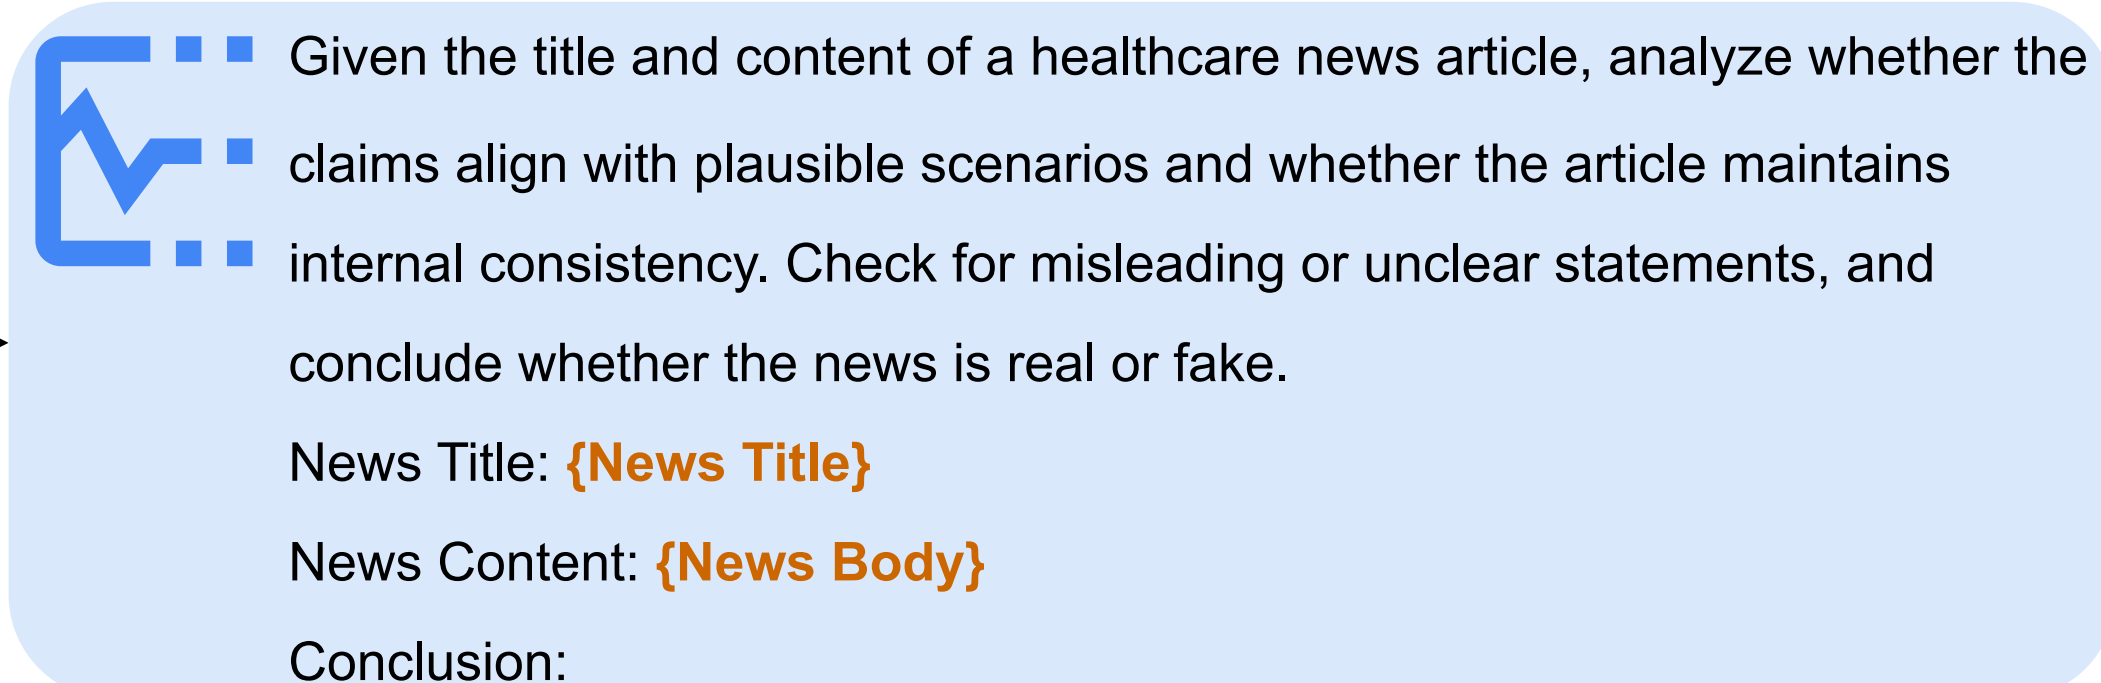 Given the title and content of a healthcare news article, analyze whether the
claims align with plausible scenarios and whether the article maintains
internal consistency. Check for misleading or unclear statements, and
conclude whether the news is real or fake.
News Title: {News Title}
News Content: {News Body}
Conclusion: